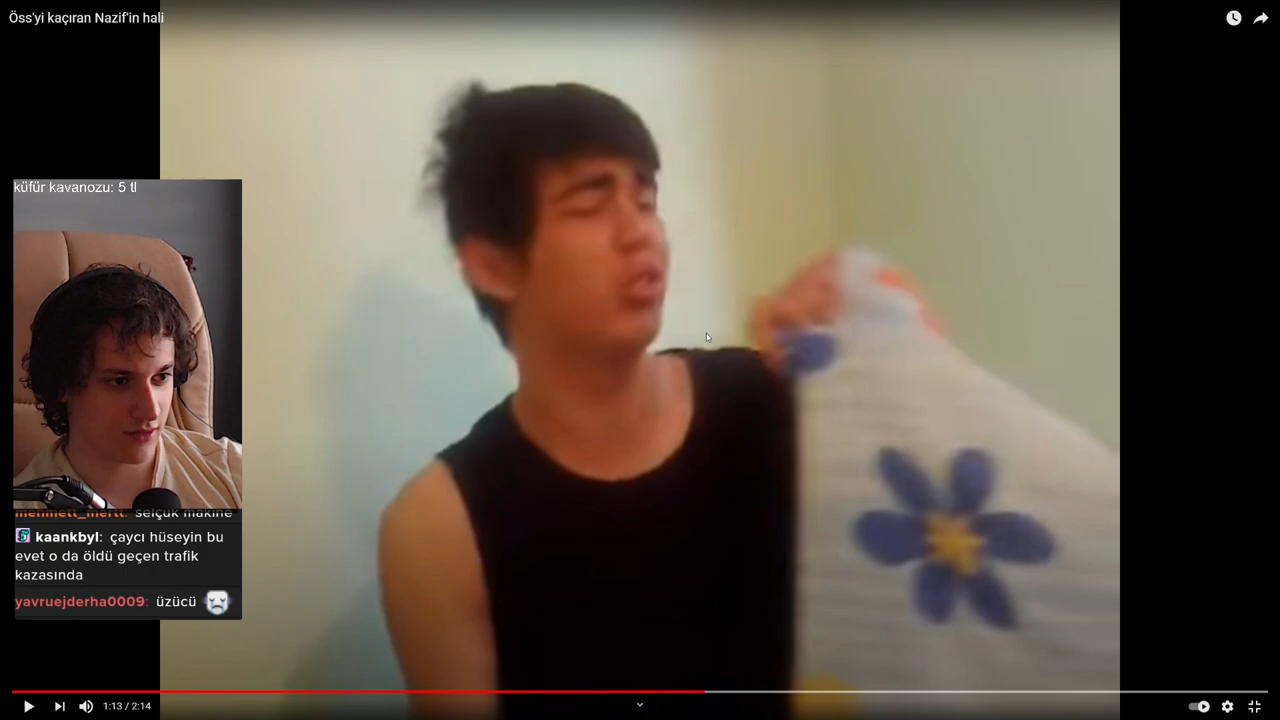 Öss'yi kaçıran Nazif'in hali
küfür kavanozu: 5 tl
mehmett_mertt: selçuk makine
kaankbyl: çaycı hüseyin bu
evet o da öldü geçen trafik
kazasında
yavruejderha0009: üzücü
1:13 / 2:14